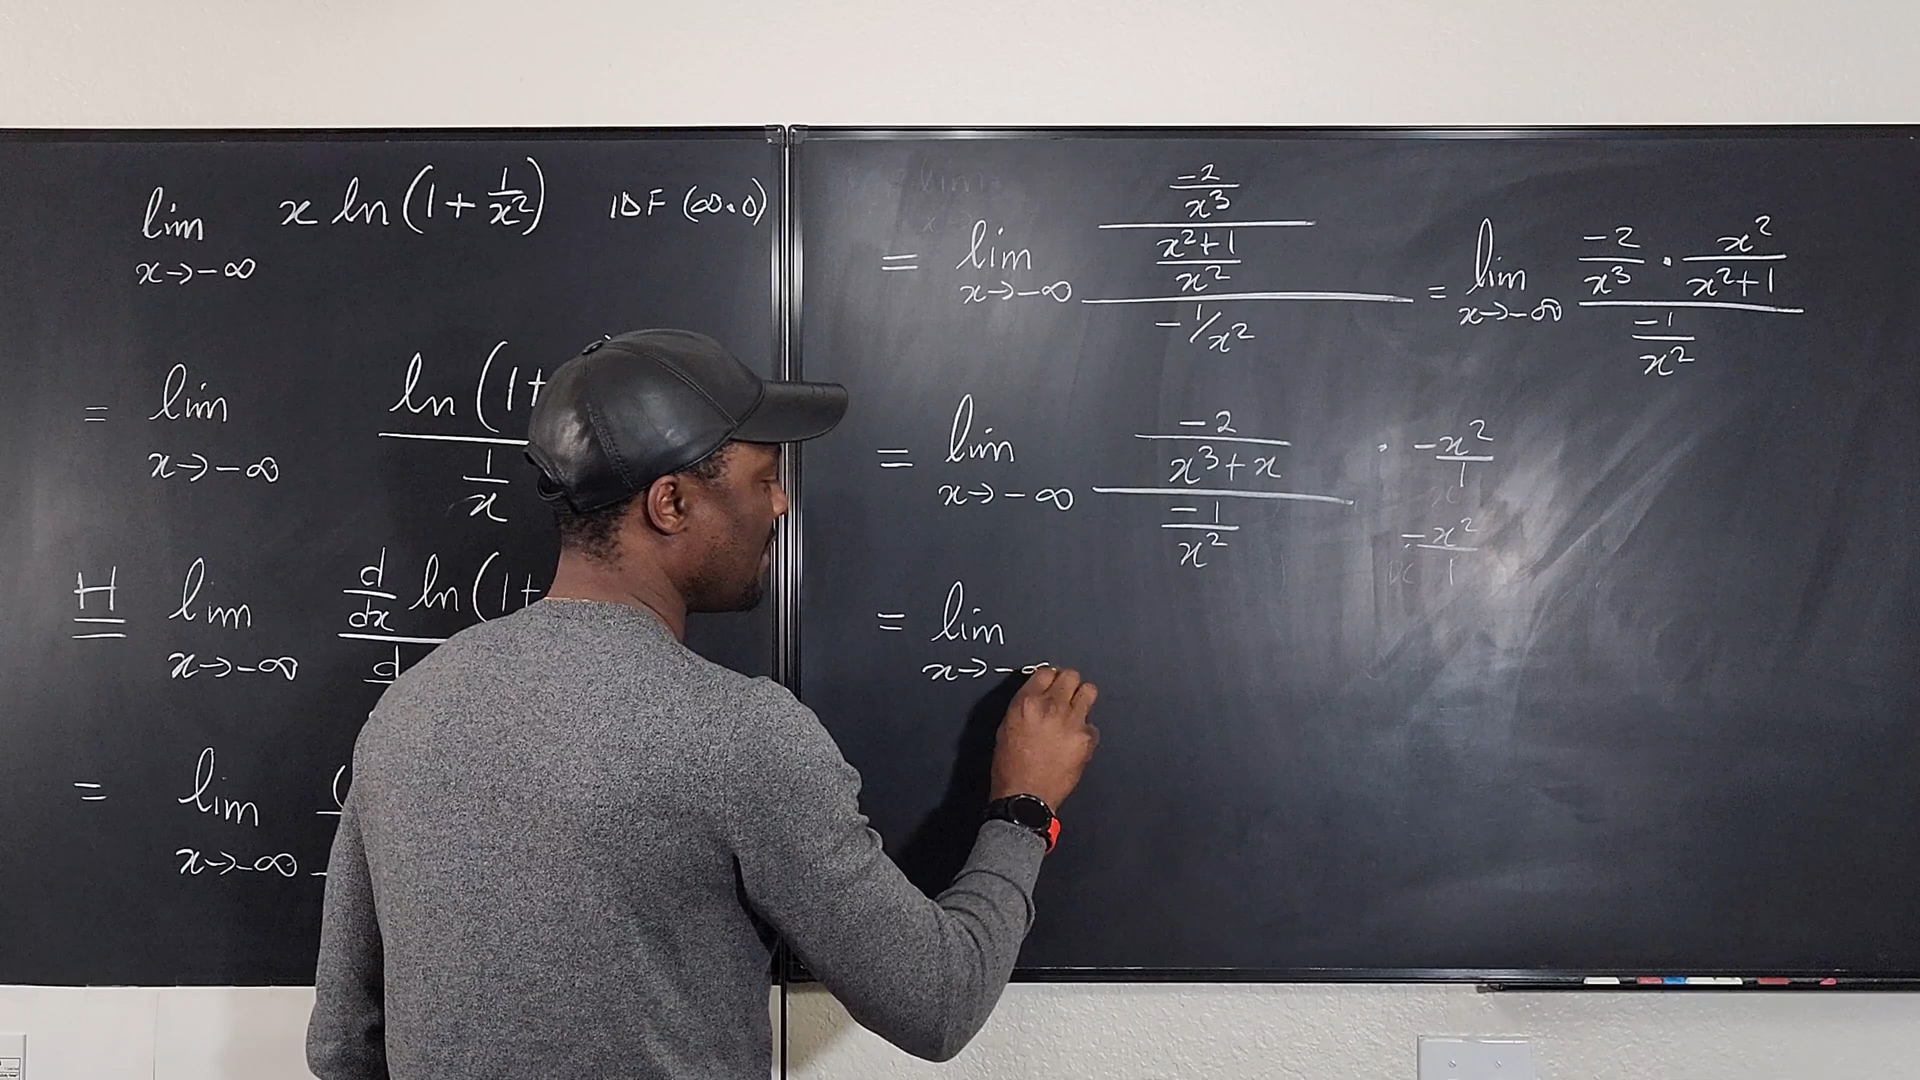 lim x→-∞ x ln(1 + 1/x²) IDF (∞·0)
= lim x→-∞ ln(1+ / 1/x
H lim x→-∞ d/dx ln(1+ / d
= lim x→-∞ (
= lim x→-∞ ((-2/x³)/((x²+1)/x²))/(-1/x²) = lim x→-∞ (-2/x³ · x²/(x²+1))/(-1/x²)
= lim x→-∞ (-2/(x³+x))/(-1/x²) · -x²/1
-x²/1
= lim x→-∞